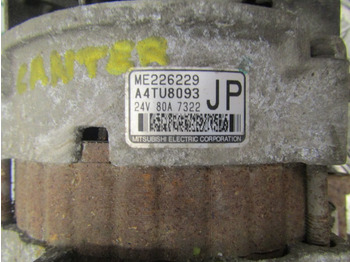 CANTER
ME226229
A4TU8093
24V 80A 7322
JP
MITSUBISHI ELECTRIC CORPORATION